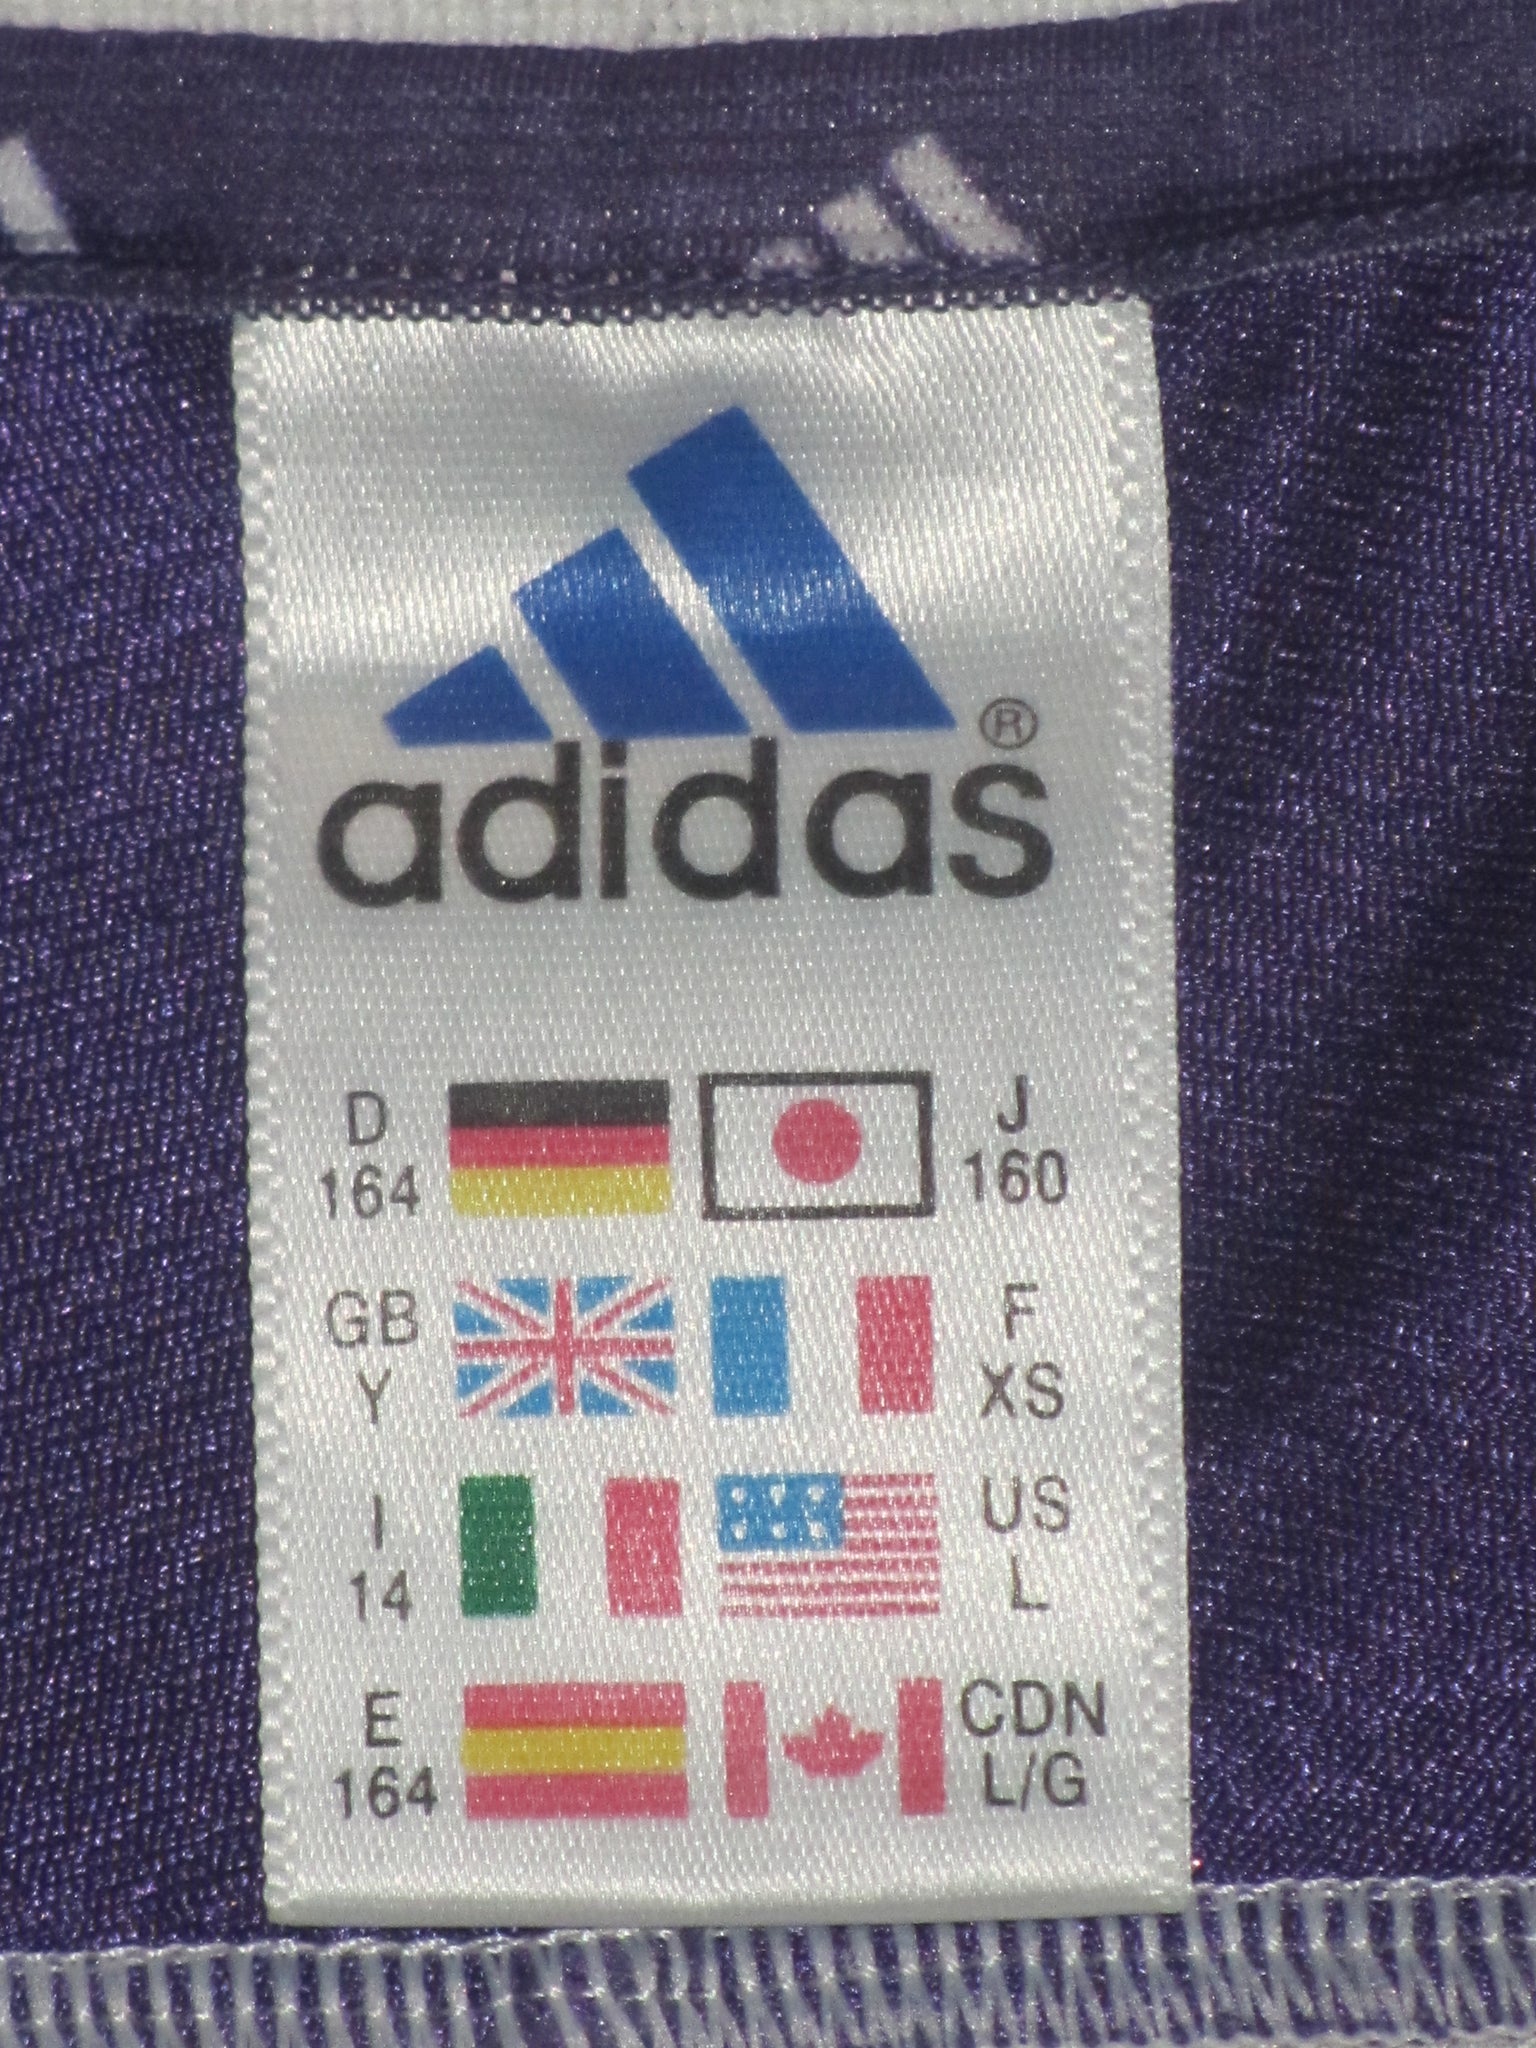 adidas®
D
164
J
160
GB
Y
F
XS
I
14
US
L
E
164
CDN
L/G